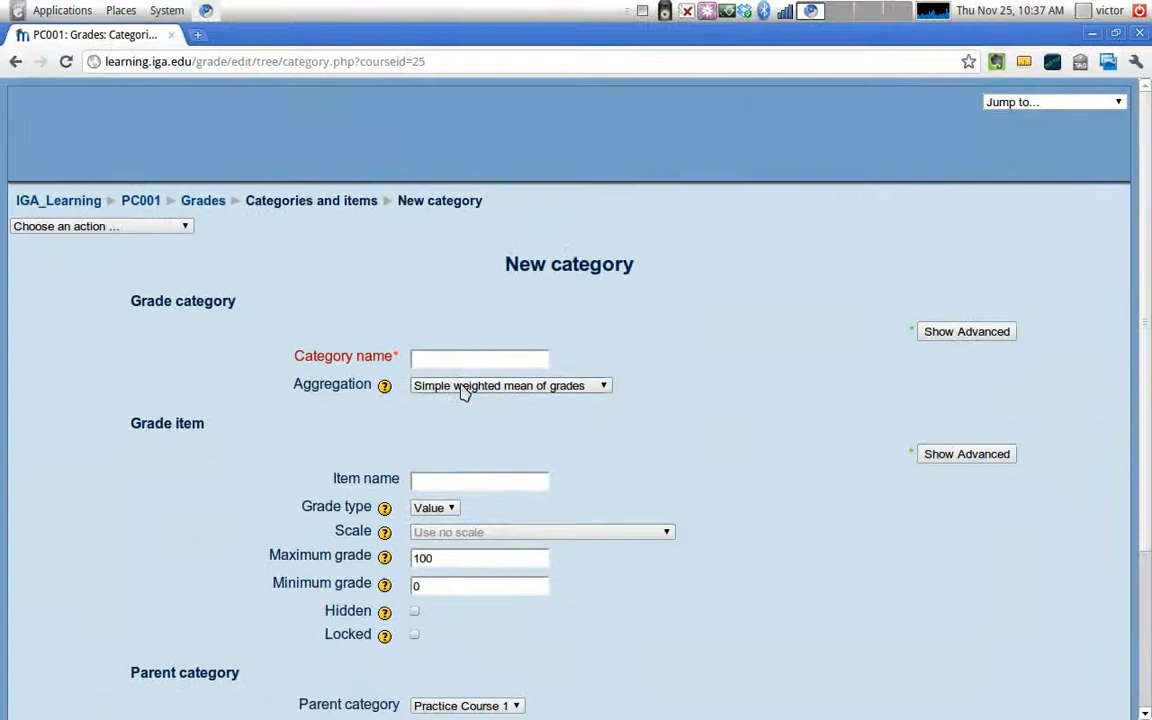 Applications Places System Thu Nov 25, 10:37 AM victor
PC001: Grades: Categori...
learning.iga.edu/grade/edit/tree/category.php?courseid=25
Jump to...
IGA_Learning PC001 Grades Categories and items New category
Choose an action ...
New category
Grade category
* Show Advanced
Category name*
Aggregation ? Simple weighted mean of grades
Grade item
* Show Advanced
Item name
Grade type ? Value
Scale ? Use no scale
Maximum grade ? 100
Minimum grade ? 0
Hidden ?
Locked ?
Parent category
Parent category Practice Course 1